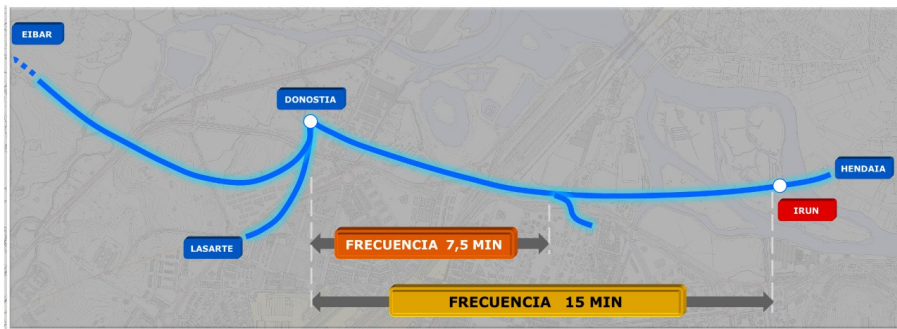 EIBAR
DONOSTIA
HENDAIA
IRUN
LASARTE
FRECUENCIA 7,5 MIN
FRECUENCIA 15 MIN